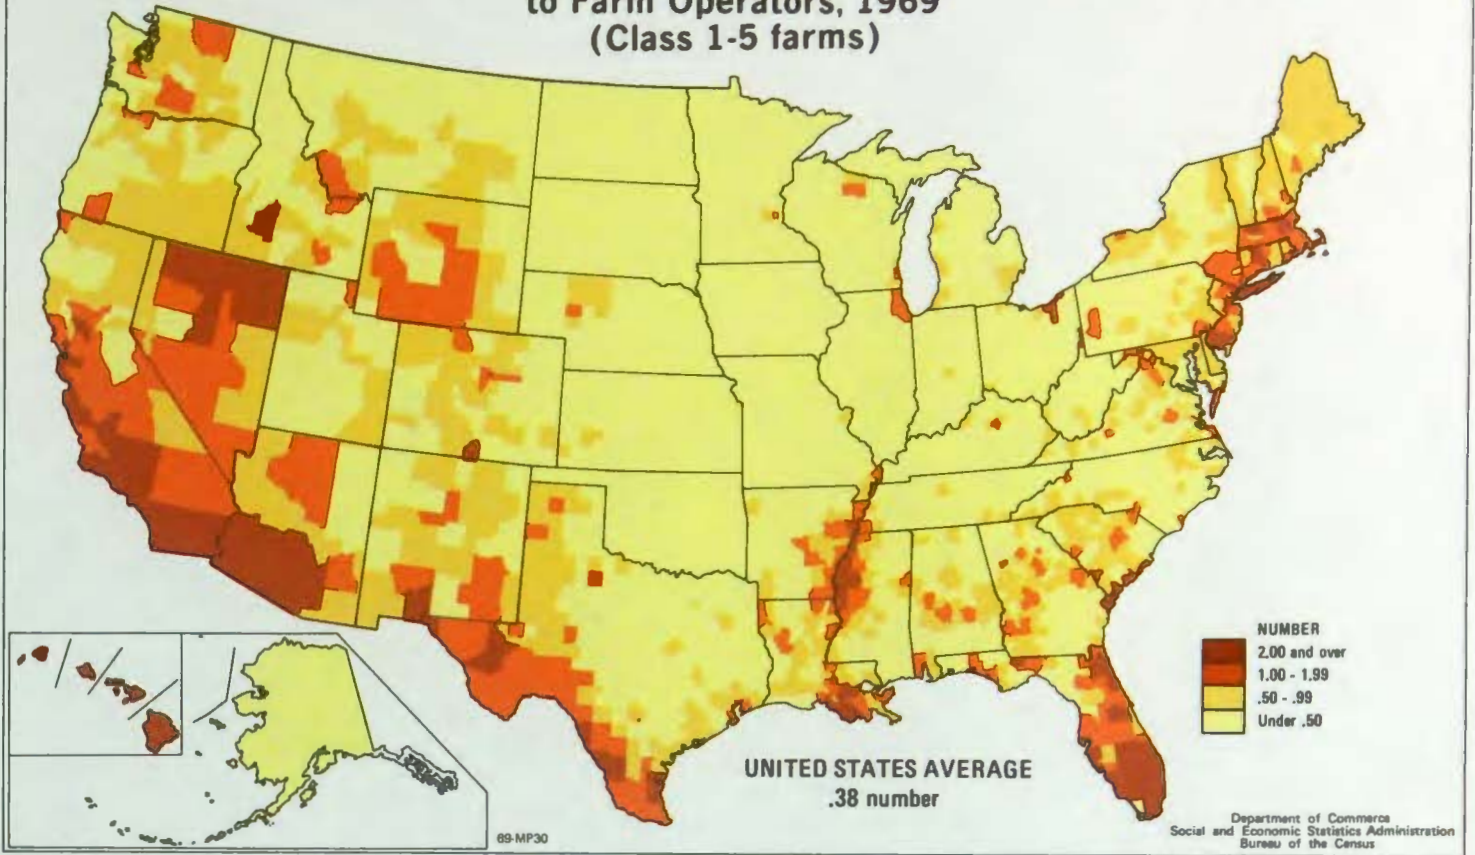 to Farm Operators, 1969
(Class 1-5 farms)
NUMBER
2.00 and over
1.00 - 1.99
.50 - .99
Under .50
UNITED STATES AVERAGE
.38 number
69-MP30
Department of Commerce
Social and Economic Statistics Administration
Bureau of the Census